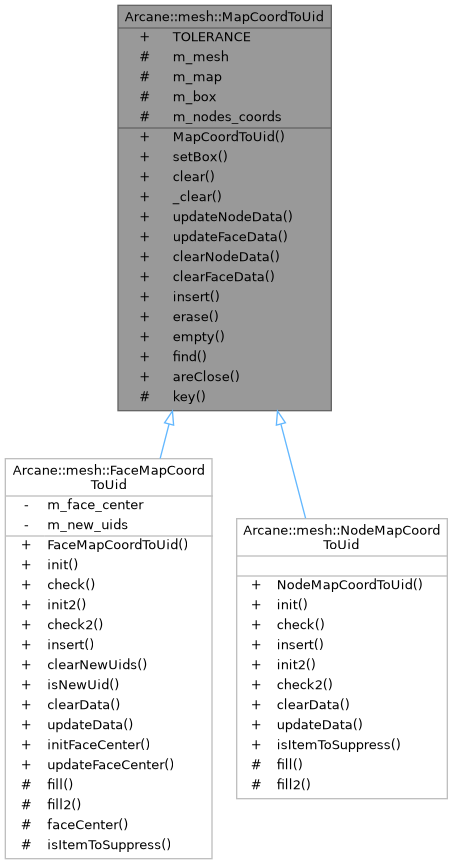 Arcane::mesh::MapCoordToUid
+ TOLERANCE
# m_mesh
# m_map
# m_box
# m_nodes_coords
+ MapCoordToUid()
+ setBox()
+ clear()
+ _clear()
+ updateNodeData()
+ updateFaceData()
+ clearNodeData()
+ clearFaceData()
+ insert()
+ erase()
+ empty()
+ find()
+ areClose()
# key()
Arcane::mesh::FaceMapCoord
ToUid
- m_face_center
- m_new_uids
+ FaceMapCoordToUid()
+ init()
+ check()
+ init2()
+ check2()
+ insert()
+ clearNewUids()
+ isNewUid()
+ clearData()
+ updateData()
+ initFaceCenter()
+ updateFaceCenter()
# fill()
# fill2()
# faceCenter()
# isItemToSuppress()
Arcane::mesh::NodeMapCoord
ToUid
+ NodeMapCoordToUid()
+ init()
+ check()
+ insert()
+ init2()
+ check2()
+ clearData()
+ updateData()
+ isItemToSuppress()
# fill()
# fill2()